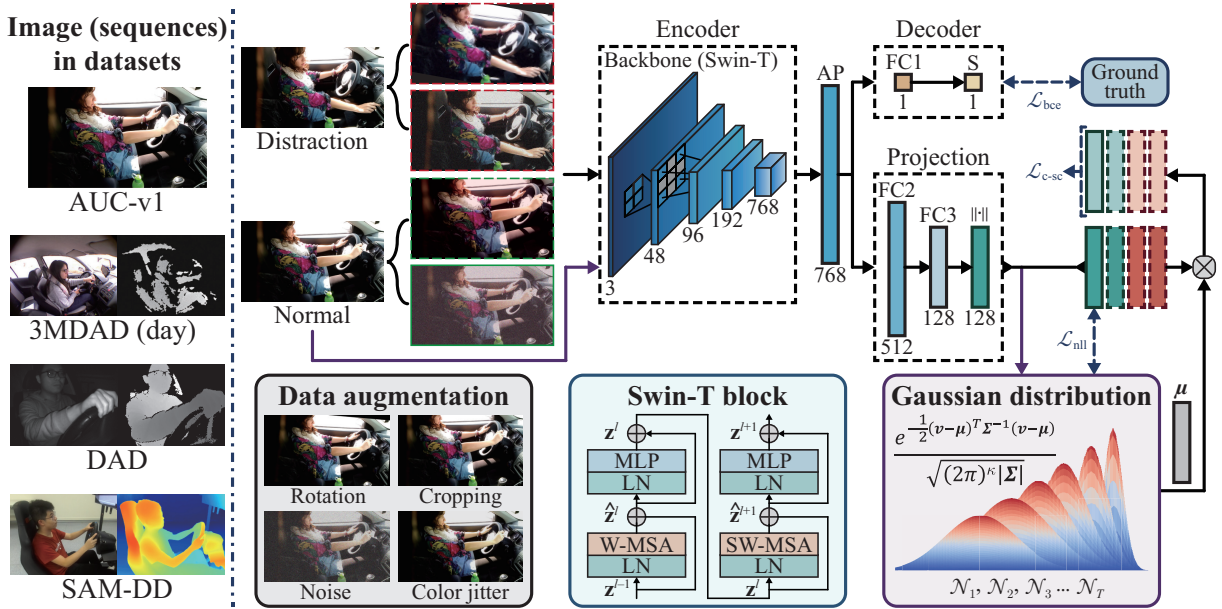 Image (sequences)
in datasets
AUC-v1
3MDAD (day)
DAD
SAM-DD
Distraction
Normal
Encoder
Backbone (Swin-T)
3
48
96
192
768
AP
768
Decoder
FC1
S
1
1
ℒbce
Ground
truth
Projection
FC2
FC3
||·||
512
128
128
ℒc-sc
ℒnll
μ
Data augmentation
Rotation
Cropping
Noise
Color jitter
Swin-T block
z^l
z^{l+1}
MLP
MLP
LN
LN
ẑ^l
ẑ^{l+1}
W-MSA
SW-MSA
LN
LN
z^{l-1}
z^l
Gaussian distribution
e^{-1/2(v-μ)^T Σ^{-1}(v-μ)}
√((2π)^κ|Σ|)
𝒩1, 𝒩2, 𝒩3 ··· 𝒩T